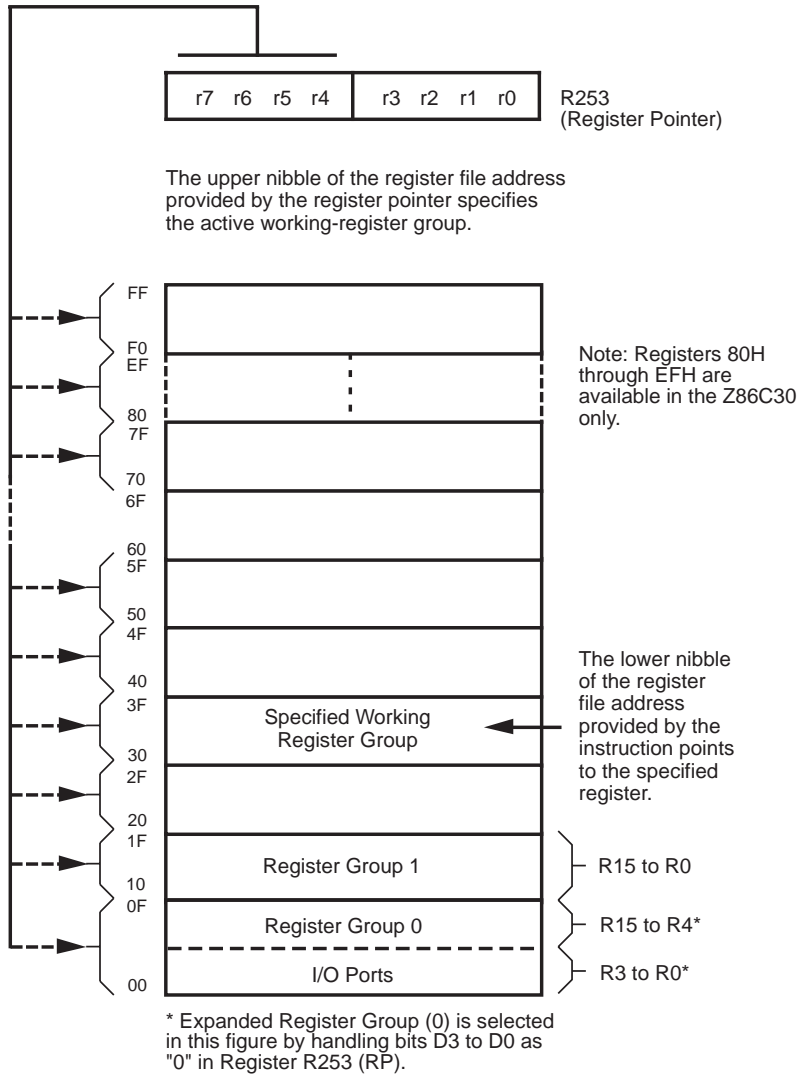 r7 r6 r5 r4 r3 r2 r1 r0
R253
(Register Pointer)
The upper nibble of the register file address
provided by the register pointer specifies
the active working-register group.
FF
F0
EF
80
7F
70
6F
60
5F
50
4F
40
3F
30
2F
20
1F
10
0F
00
Note: Registers 80H
through EFH are
available in the Z86C30
only.
Specified Working
Register Group
The lower nibble
of the register
file address
provided by the
instruction points
to the specified
register.
Register Group 1
R15 to R0
Register Group 0
R15 to R4*
I/O Ports
R3 to R0*
* Expanded Register Group (0) is selected
in this figure by handling bits D3 to D0 as
"0" in Register R253 (RP).